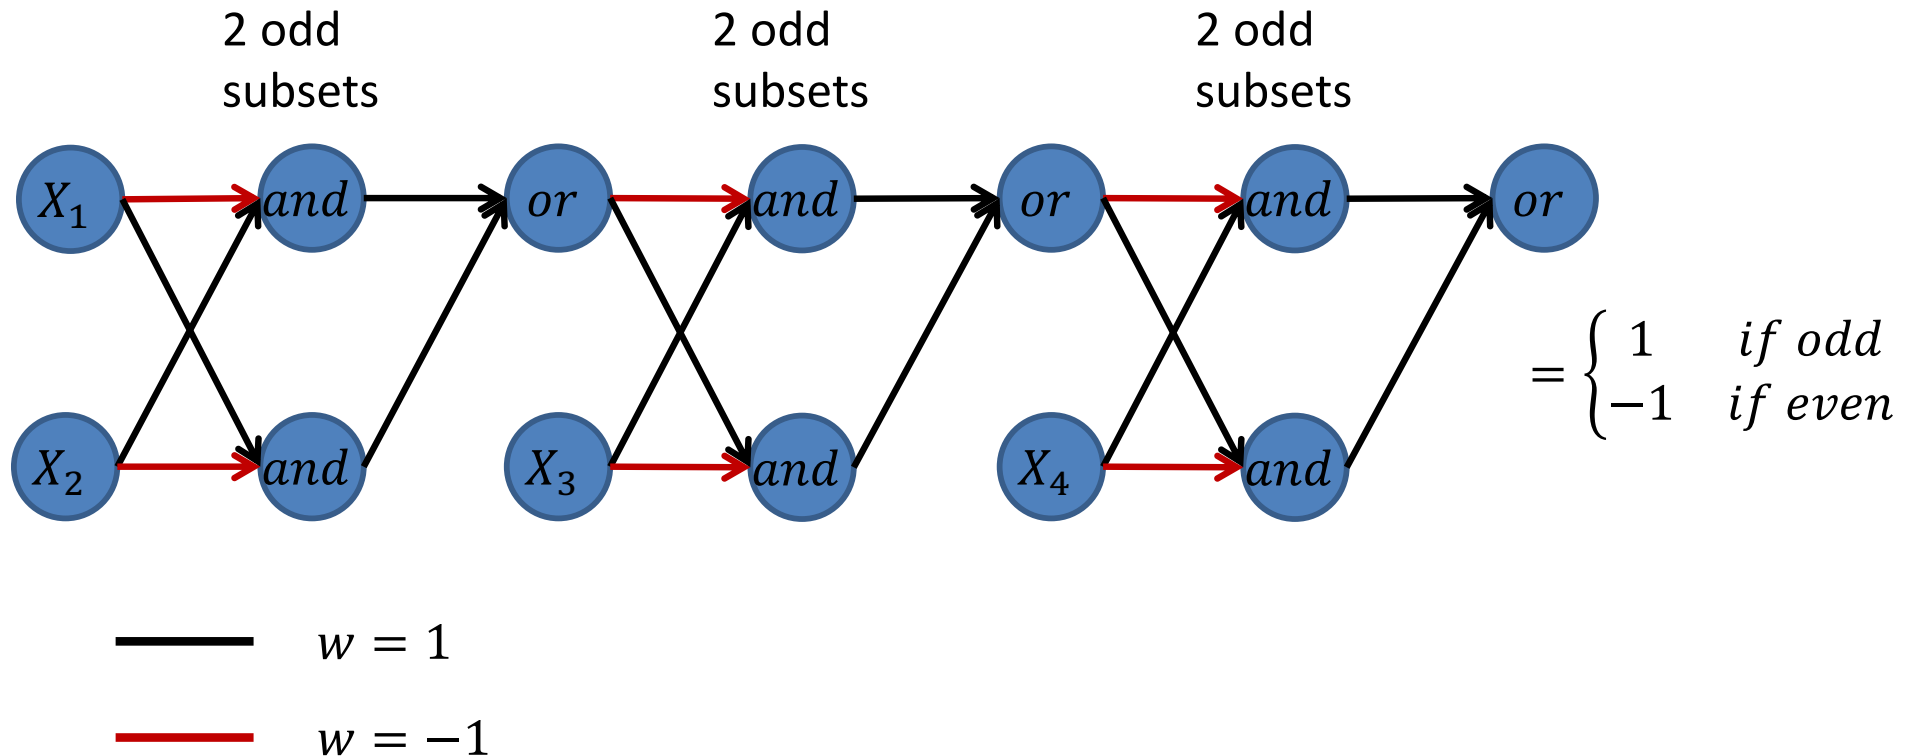 2 odd
subsets
2 odd
subsets
2 odd
subsets
X₁ and or and or and or
= { 1 if odd
−1 if even
X₂ and X₃ and X₄ and
w = 1
w = −1